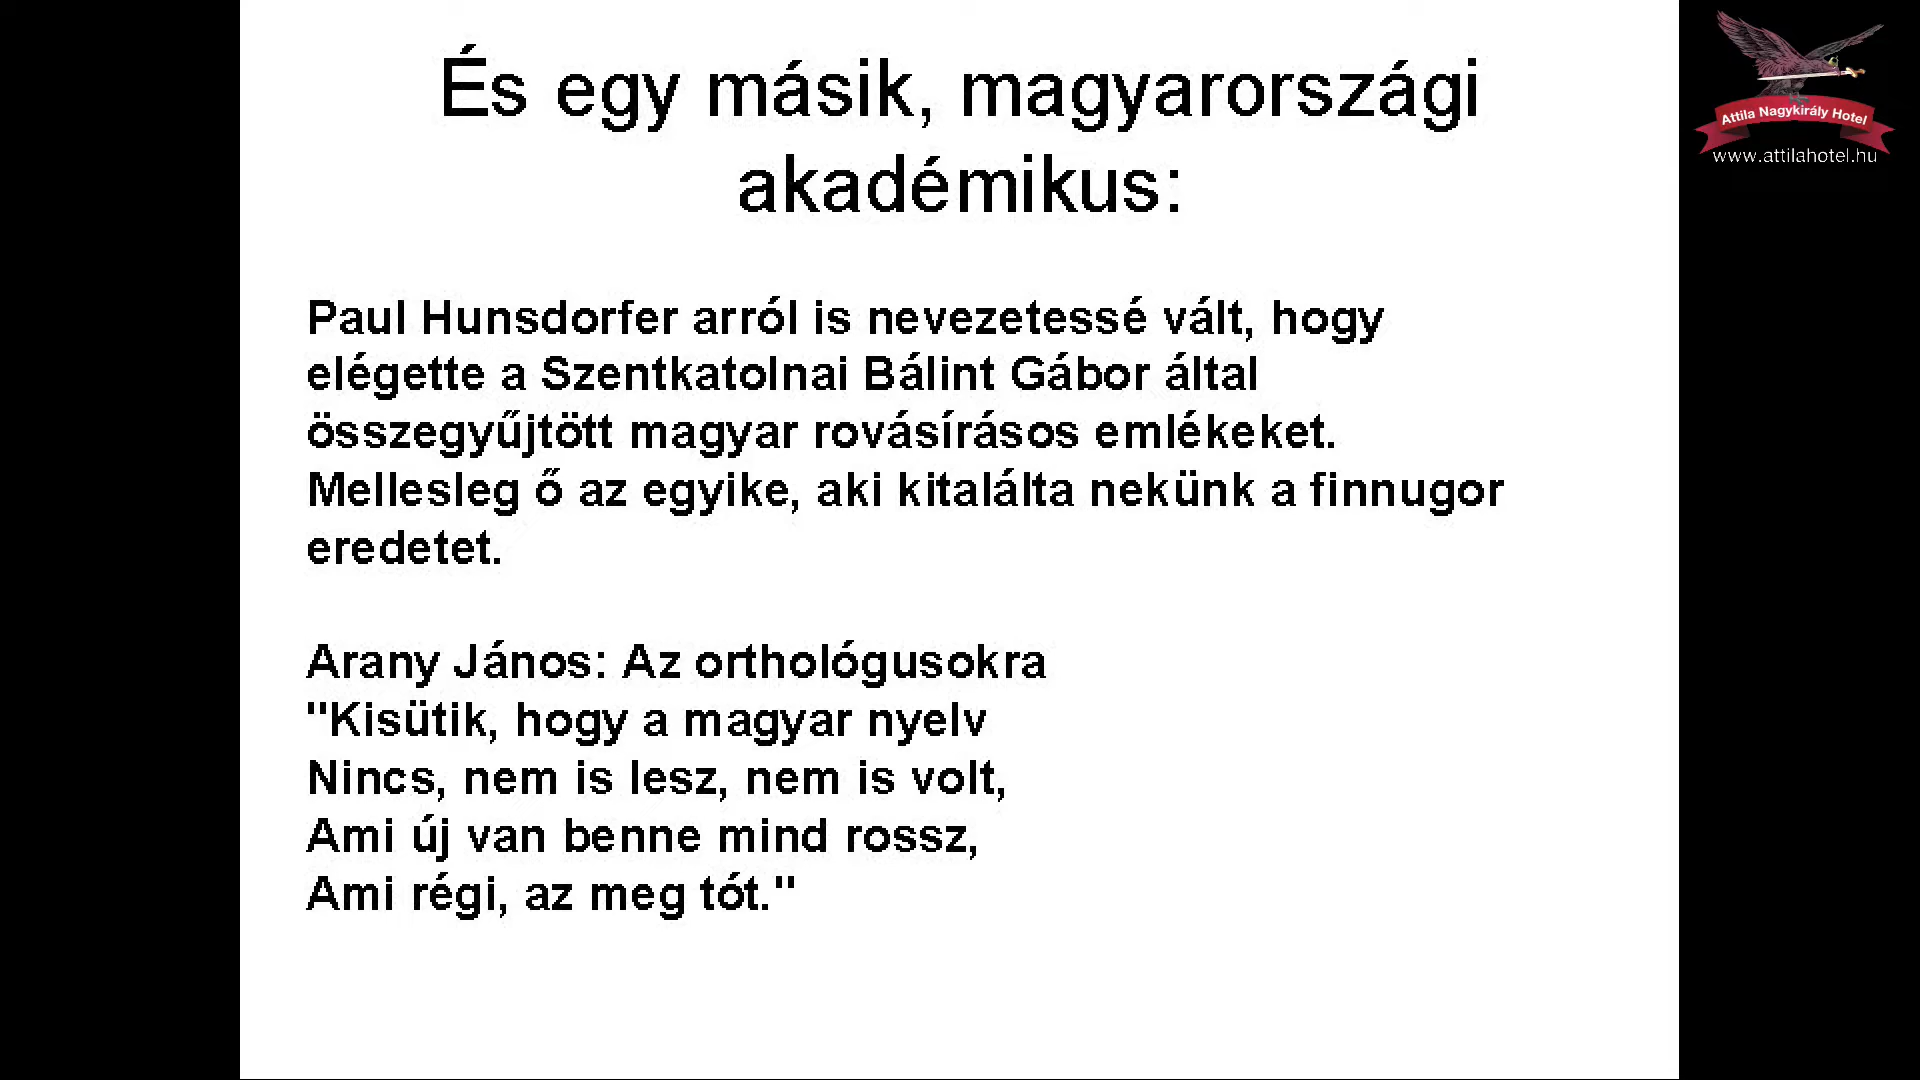 És egy másik, magyarországi
akadémikus:
Attila Nagykirály Hotel
www.attilahotel.hu
Paul Hunsdorfer arról is nevezetessé vált, hogy
elégette a Szentkatolnai Bálint Gábor által
összegyűjtött magyar rovásírásos emlékeket.
Mellesleg ő az egyike, aki kitalálta nekünk a finnugor
eredetet.
Arany János: Az orthológusokra
"Kisütik, hogy a magyar nyelv
Nincs, nem is lesz, nem is volt,
Ami új van benne mind rossz,
Ami régi, az meg tót."